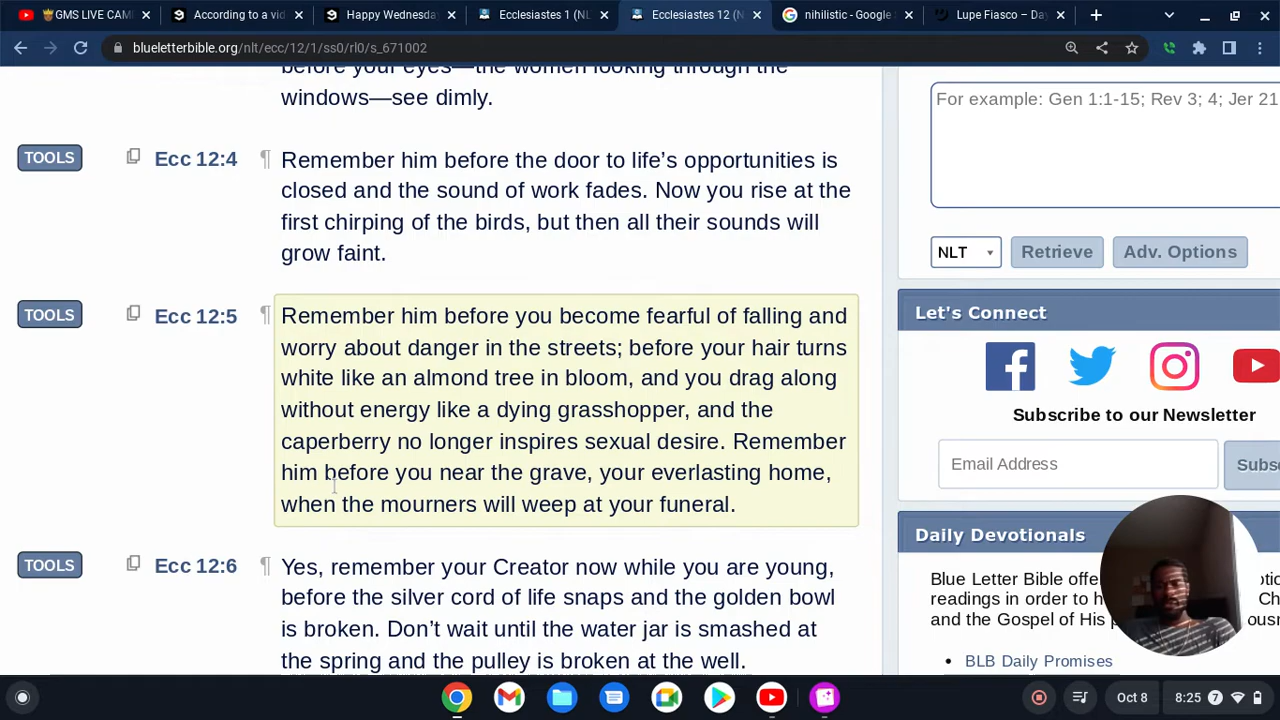 GMS LIVE CAM
According to a vid
Happy Wednesda
Ecclesiastes 1 (NL
Ecclesiastes 12 (N
nihilistic - Google
Lupe Fiasco – Da
blueletterbible.org/nlt/ecc/12/1/ss0/rl0/s_671002
before your eyes—the women looking through the
windows—see dimly.
TOOLS Ecc 12:4 ¶ Remember him before the door to life’s opportunities is
closed and the sound of work fades. Now you rise at the
first chirping of the birds, but then all their sounds will
grow faint.
TOOLS Ecc 12:5 ¶ Remember him before you become fearful of falling and
worry about danger in the streets; before your hair turns
white like an almond tree in bloom, and you drag along
without energy like a dying grasshopper, and the
caperberry no longer inspires sexual desire. Remember
him before you near the grave, your everlasting home,
when the mourners will weep at your funeral.
TOOLS Ecc 12:6 ¶ Yes, remember your Creator now while you are young,
before the silver cord of life snaps and the golden bowl
is broken. Don’t wait until the water jar is smashed at
the spring and the pulley is broken at the well.
For example: Gen 1:1-15; Rev 3; 4; Jer 21
NLT Retrieve Adv. Options
Let's Connect
Subscribe to our Newsletter
Email Address Subs
Daily Devotionals
Blue Letter Bible offe
readings in order to h
and the Gospel of His
BLB Daily Promises
Oct 8 8:25 7